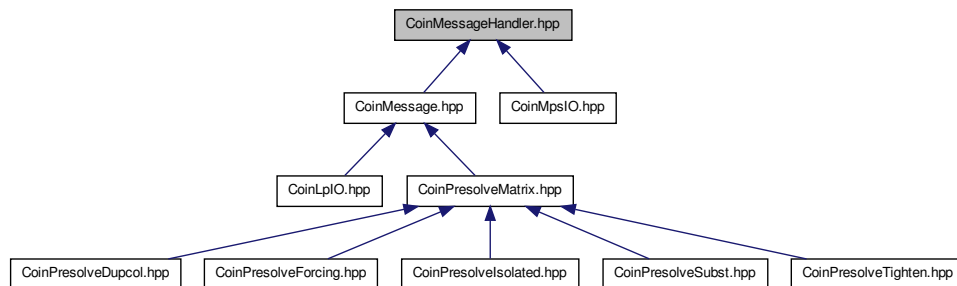 CoinMessageHandler.hpp
CoinMessage.hpp
CoinMpsIO.hpp
CoinLpIO.hpp
CoinPresolveMatrix.hpp
CoinPresolveDupcol.hpp
CoinPresolveForcing.hpp
CoinPresolveIsolated.hpp
CoinPresolveSubst.hpp
CoinPresolveTighten.hpp